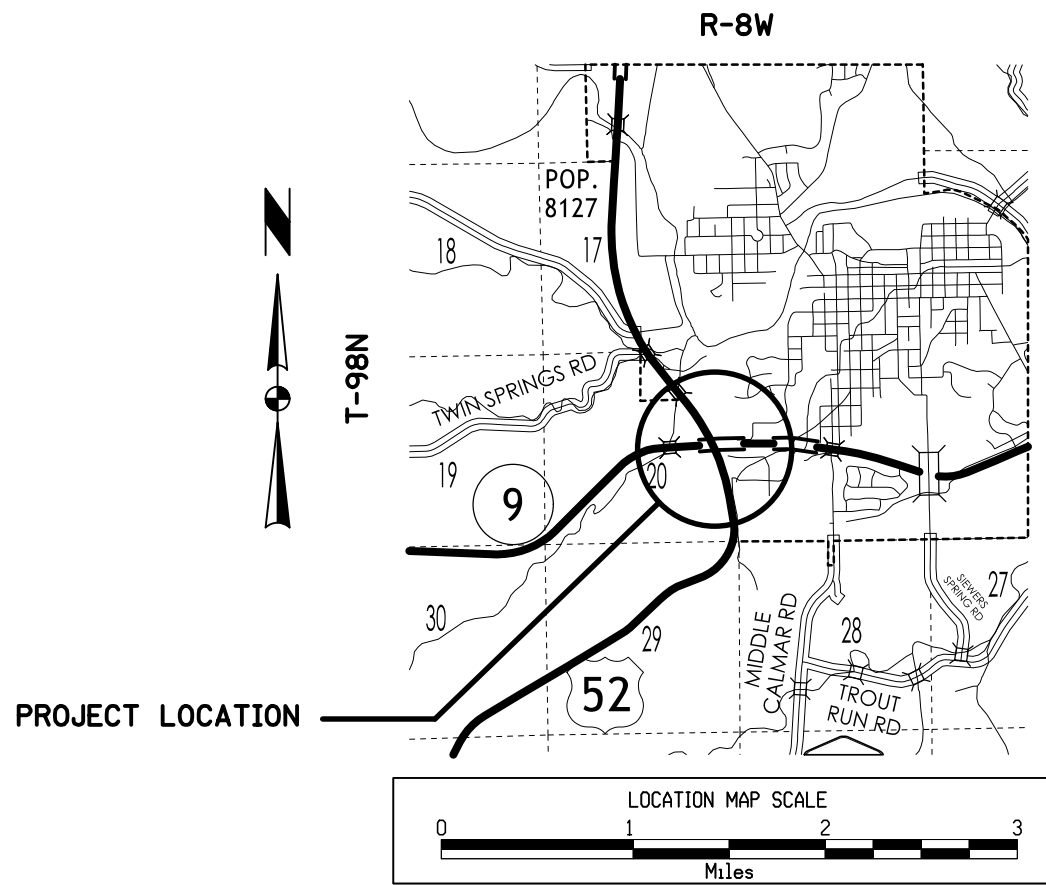 R-8W
N
T-98N
POP.
8127
18
17
TWIN SPRINGS RD
19
20
9
30
29
52
MIDDLE
CALMAR RD
28
27
SIEWERS
SPRING RD
TROUT
RUN RD
PROJECT LOCATION
LOCATION MAP SCALE
0 1 2 3
Miles